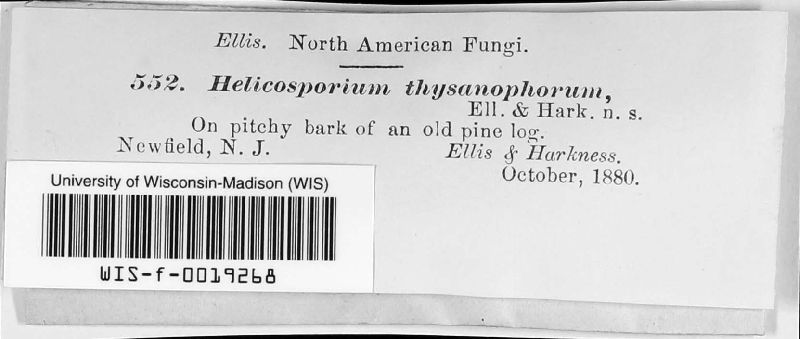 Ellis. North American Fungi.
552. Helicosporium thysanophorum,
Ell. & Hark. n. s.
On pitchy bark of an old pine log.
Newfield, N. J.
Ellis & Harkness.
October, 1880.
University of Wisconsin-Madison (WIS)
WIS-f-0019268